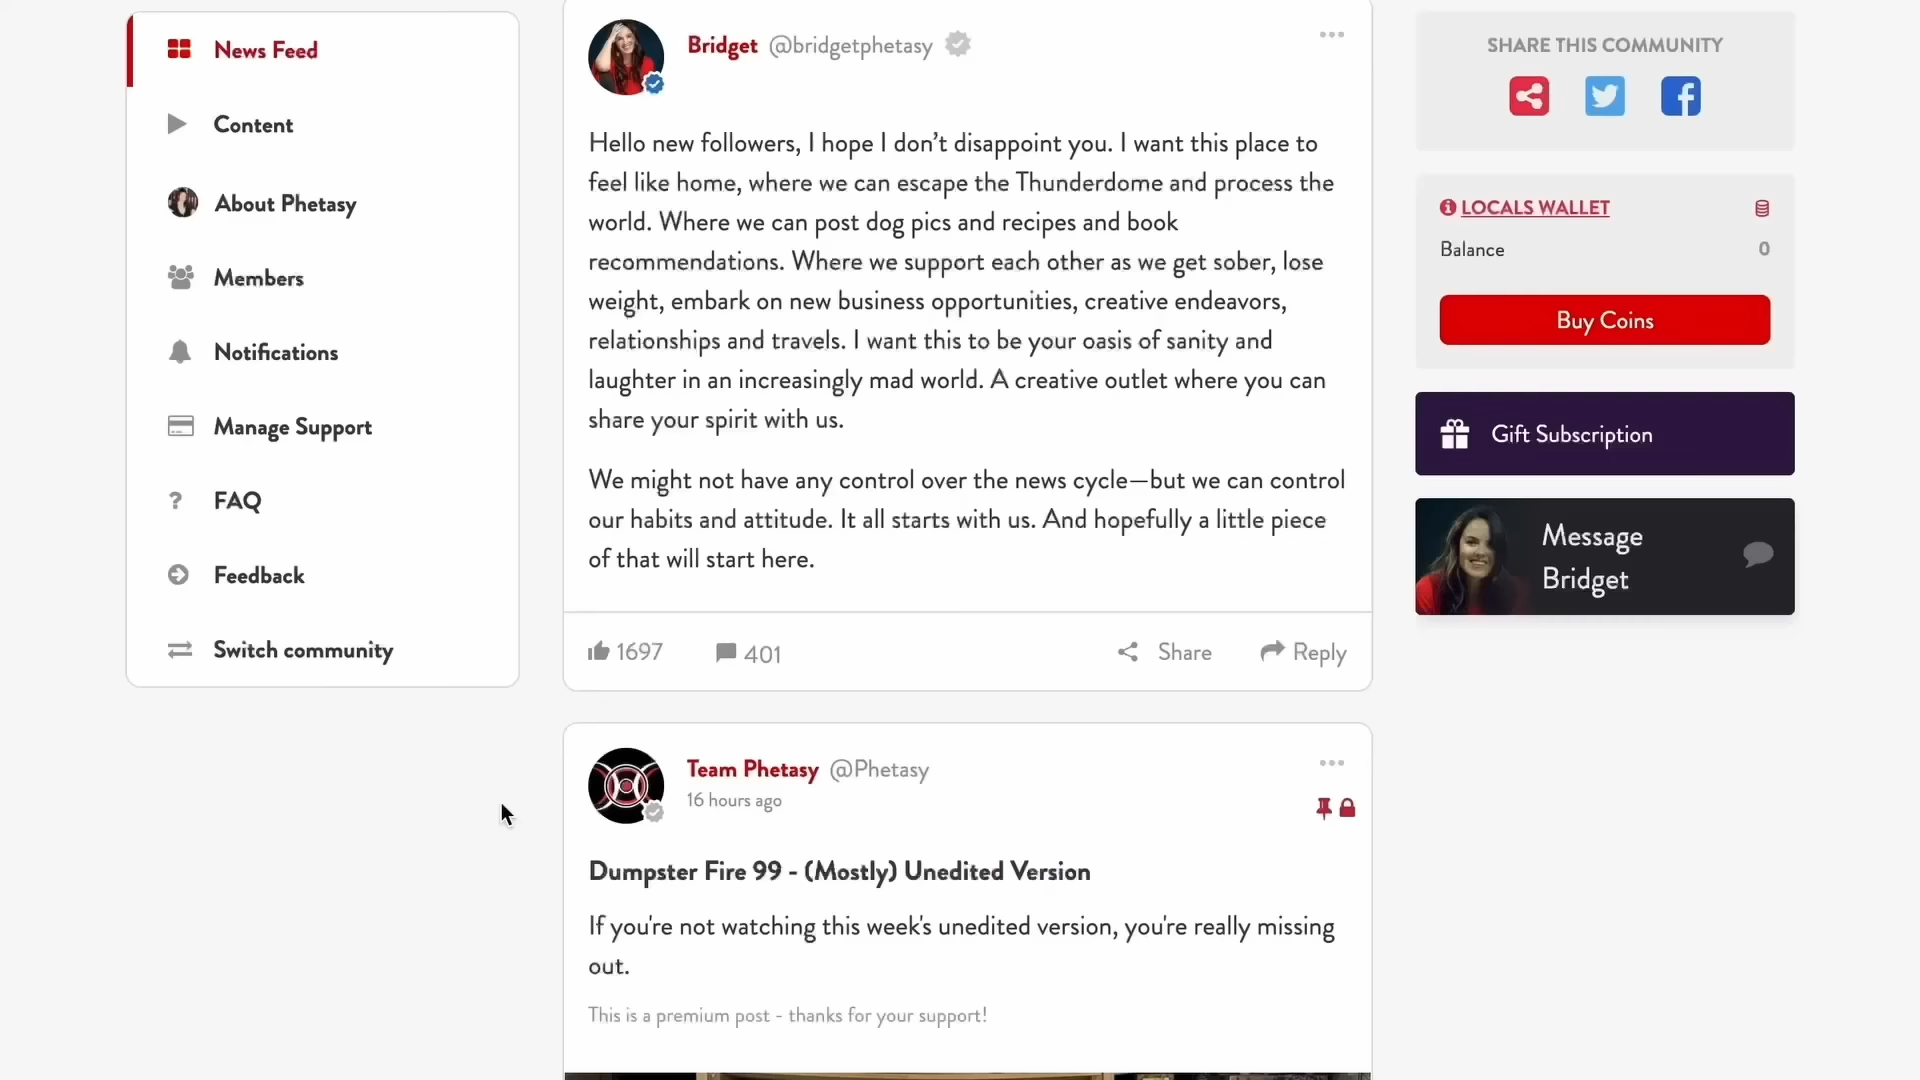 News Feed
Content
About Phetasy
Members
Notifications
Manage Support
FAQ
Feedback
Switch community
Bridget @bridgetphetasy
Hello new followers, I hope I don’t disappoint you. I want this place to
feel like home, where we can escape the Thunderdome and process the
world. Where we can post dog pics and recipes and book
recommendations. Where we support each other as we get sober, lose
weight, embark on new business opportunities, creative endeavors,
relationships and travels. I want this to be your oasis of sanity and
laughter in an increasingly mad world. A creative outlet where you can
share your spirit with us.
We might not have any control over the news cycle—but we can control
our habits and attitude. It all starts with us. And hopefully a little piece
of that will start here.
1697 401 Share Reply
Team Phetasy @Phetasy
16 hours ago
Dumpster Fire 99 - (Mostly) Unedited Version
If you're not watching this week's unedited version, you're really missing
out.
This is a premium post - thanks for your support!
SHARE THIS COMMUNITY
LOCALS WALLET
Balance 0
Buy Coins
Gift Subscription
Message
Bridget